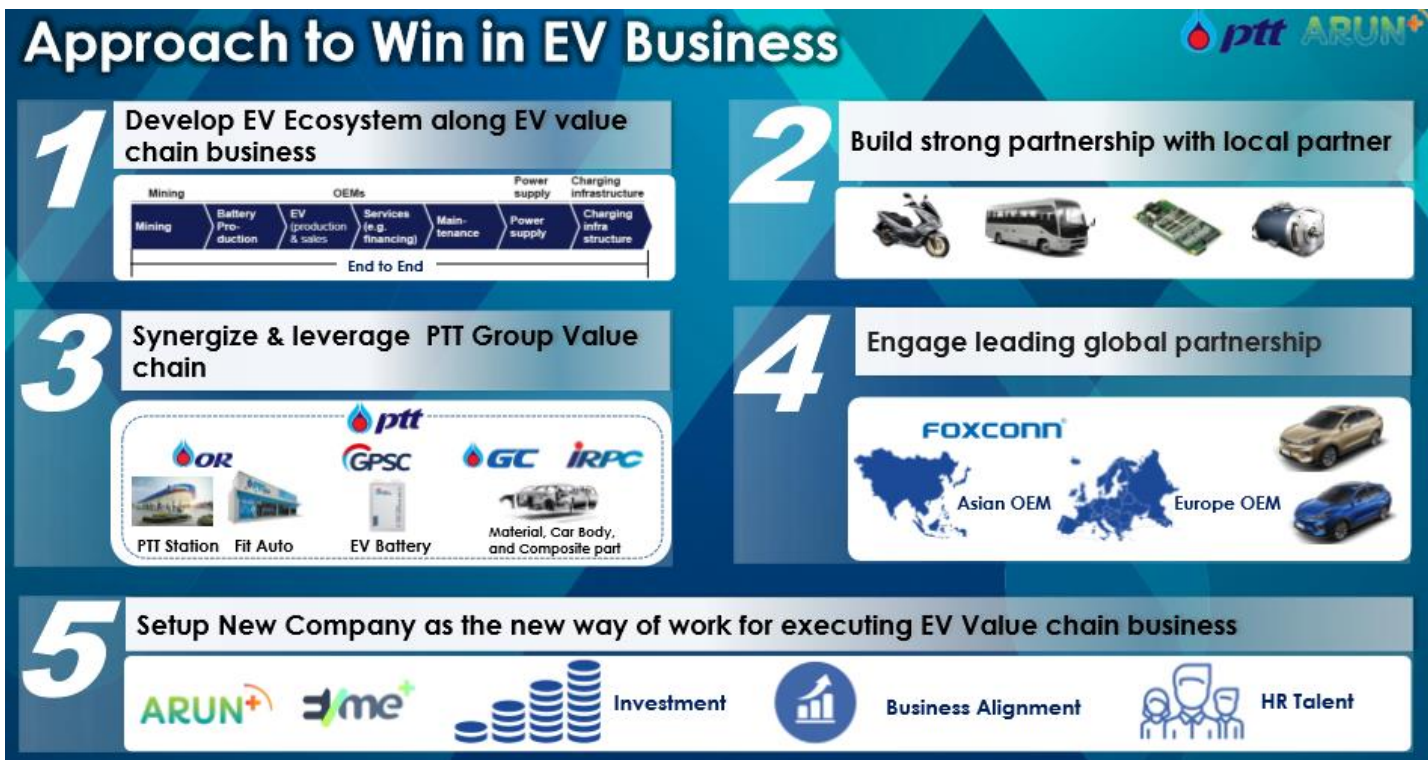 Approach to Win in EV Business
ptt ARUN+
1
Develop EV Ecosystem along EV value
chain business
Mining
OEMs
Power
supply
Charging
infrastructure
Mining
Battery
Pro-
duction
EV
(production
& sales
Services
(e.g.
financing)
Main-
tenance
Power
supply
Charging
infra
structure
End to End
2
Build strong partnership with local partner
3
Synergize & leverage PTT Group Value
chain
ptt
OR
GPSC
GC
IRPC
PTT Station
Fit Auto
EV Battery
Material, Car Body,
and Composite part
4
Engage leading global partnership
FOXCONN®
Asian OEM
Europe OEM
5
Setup New Company as the new way of work for executing EV Value chain business
ARUN+
EVme+
Investment
Business Alignment
HR Talent